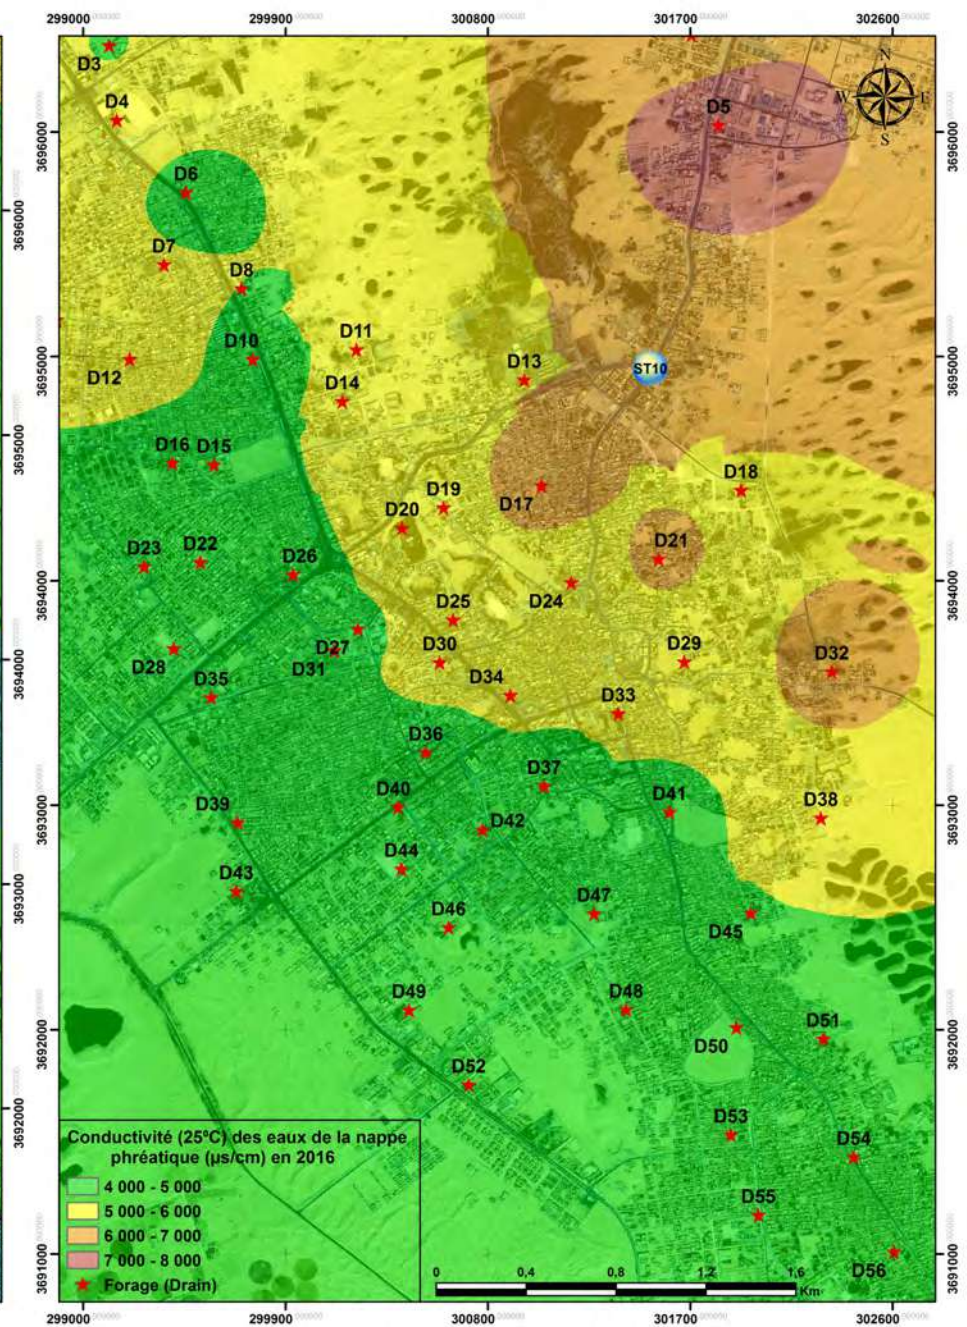 299000 299900 300800 301700 302600
N
W E
S
3696000
3695000
3694000
3693000
3692000
3691000
3696000
3695000
3694000
3693000
3692000
D3
D4
D5
D6
D7
D8
D10
D11
D12
D13
D14
ST10
D16 D15
D17
D18
D19
D20
D21
D23 D22
D26
D24
D25
D27
D28
D31
D30
D29
D32
D35
D34
D33
D36
D37
D39
D40
D42
D41
D38
D43
D44
D46
D47
D45
D49
D48
D50
D51
D52
D53
D54
D55
D56
Conductivité (25ºC) des eaux de la nappe
phréatique (µs/cm) en 2016
4 000 - 5 000
5 000 - 6 000
6 000 - 7 000
7 000 - 8 000
Forage (Drain)
0 0,4 0,8 1,2 1,6
Km
299000 299900 300800 301700 302600
3696000
3695000
3694000
3693000
3692000
3691000